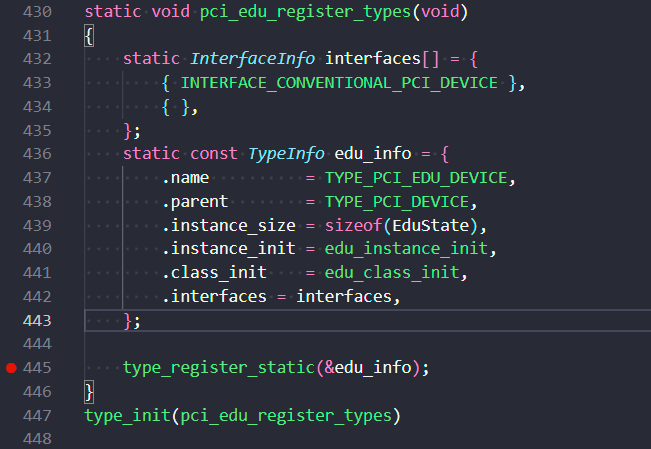 430 static void pci_edu_register_types(void)
431 {
432     static InterfaceInfo interfaces[] = {
433         { INTERFACE_CONVENTIONAL_PCI_DEVICE },
434         { },
435     };
436     static const TypeInfo edu_info = {
437         .name          = TYPE_PCI_EDU_DEVICE,
438         .parent        = TYPE_PCI_DEVICE,
439         .instance_size = sizeof(EduState),
440         .instance_init = edu_instance_init,
441         .class_init    = edu_class_init,
442         .interfaces = interfaces,
443     };
444
445     type_register_static(&edu_info);
446 }
447 type_init(pci_edu_register_types)
448